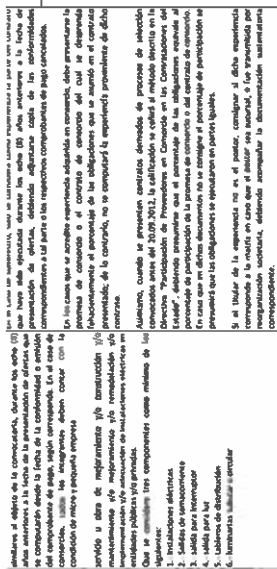 similares al objeto de la convocatoria, durante los ocho (8)
años anteriores a la fecha de la presentación de ofertas que
se computarán desde la fecha de la conformidad o emisión
del comprobante de pago, según corresponda. En el caso de
consorcios, todos los integrantes deben contar con la
condición de micro y pequeña empresa
servicio u obra de mejoramiento y/o construcción y/o
mantenimiento y/o mejoramiento y/o remodelación y/o
implementación y/o adecuación de instalaciones eléctricas en
entidades públicas y/o privadas.
Que se considere tres componentes como mínimo de los
siguientes:
1. Instalaciones eléctricas
2. Salidas de tomacorriente
3. salida para interruptor
4. salida para luz
5. tableros de distribución
6. luminarias tubular o circular
que haya sido ejecutada durante los ocho (8) años anteriores a la fecha de
presentación de ofertas, debiendo adjuntarse copia de las conformidades
correspondientes a tal parte o los respectivos comprobantes de pago cancelados.
En los casos que se acredite experiencia adquirida en consorcio, debe presentarse la
promesa de consorcio o el contrato de consorcio del cual se desprenda
fehacientemente el porcentaje de las obligaciones que se asumió en el contrato
presentado; de lo contrario, no se computará la experiencia proveniente de dicho
contrato.
Asimismo, cuando se presenten contratos derivados de procesos de selección
convocados antes del 20.09.2012, la calificación se ceñirá al método descrito en la
Directiva "Participación de Proveedores en Consorcio en las Contrataciones del
Estado", debiendo presumirse que el porcentaje de las obligaciones equivale al
porcentaje de participación de la promesa de consorcio o del contrato de consorcio.
En caso que en dichos documentos no se consigne el porcentaje de participación se
presumirá que las obligaciones se ejecutaron en partes iguales.
Si el titular de la experiencia no es el postor, consignar si dicha experiencia
corresponde a la matriz en caso que el postor sea sucursal, o fue transmitida por
reorganización societaria, debiendo acompañar la documentación sustentatoria
correspondiente.